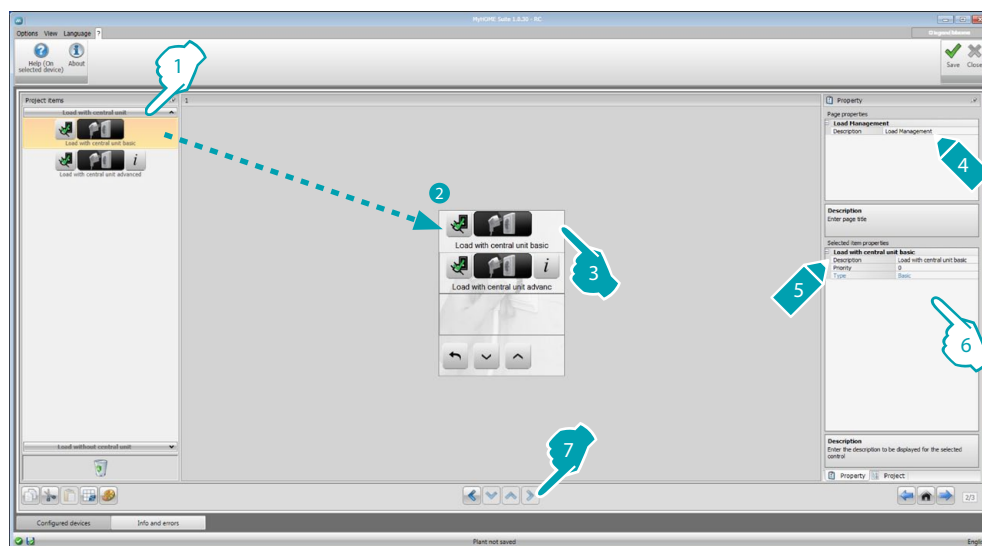 MyHOME Suite 1.0.30 - RC
Options View Language ?
Help (On selected device)
About
Save
Close
1
Project items
1
Load with central unit
Load with central unit basic
Load with central unit advanced
2
Load with central unit basic
i
Load with central unit advanc
3
Property
Page properties
Load Management
Description Load Management
4
Description
Enter page title
Selected item properties
Load with central unit basic
Description Load with central unit basic
Priority 0
Type Basic
5
6
Load without central unit
7
Description
Enter the description to be displayed for the selected control
Property
Project
2/3
Configured devices
Info and errors
Plant not saved